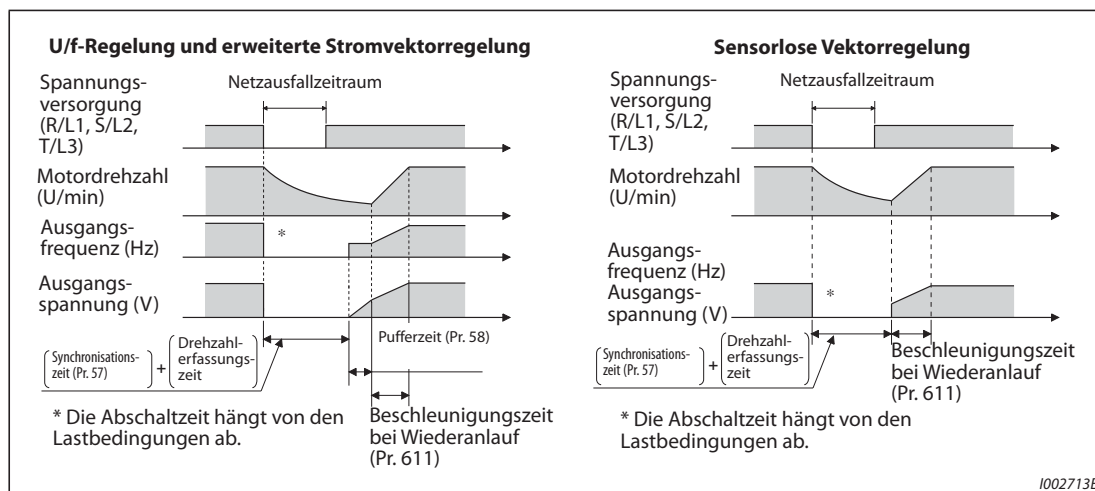 U/f-Regelung und erweiterte Stromvektorregelung
Spannungs-
versorgung
(R/L1, S/L2,
T/L3)
Netzausfallzeitraum
Motordrehzahl
(U/min)
Ausgangs-
frequenz (Hz)
*
Ausgangs-
spannung (V)
Pufferzeit (Pr. 58)
Synchronisations-
zeit (Pr. 57)
+
Drehzahl-
erfassungs-
zeit
* Die Abschaltzeit hängt von den
Lastbedingungen ab.
Beschleunigungszeit
bei Wiederanlauf
(Pr. 611)
Sensorlose Vektorregelung
Spannungs-
versorgung
(R/L1, S/L2,
T/L3)
Netzausfallzeitraum
Motordrehzahl
(U/min)
Ausgangs-
frequenz (Hz)
Ausgangs-
spannung (V)
*
Synchronisations-
zeit (Pr. 57)
+
Drehzahl-
erfassungs-
zeit
Beschleunigungszeit
bei Wiederanlauf
(Pr. 611)
* Die Abschaltzeit hängt von den
Lastbedingungen ab.
I002713E